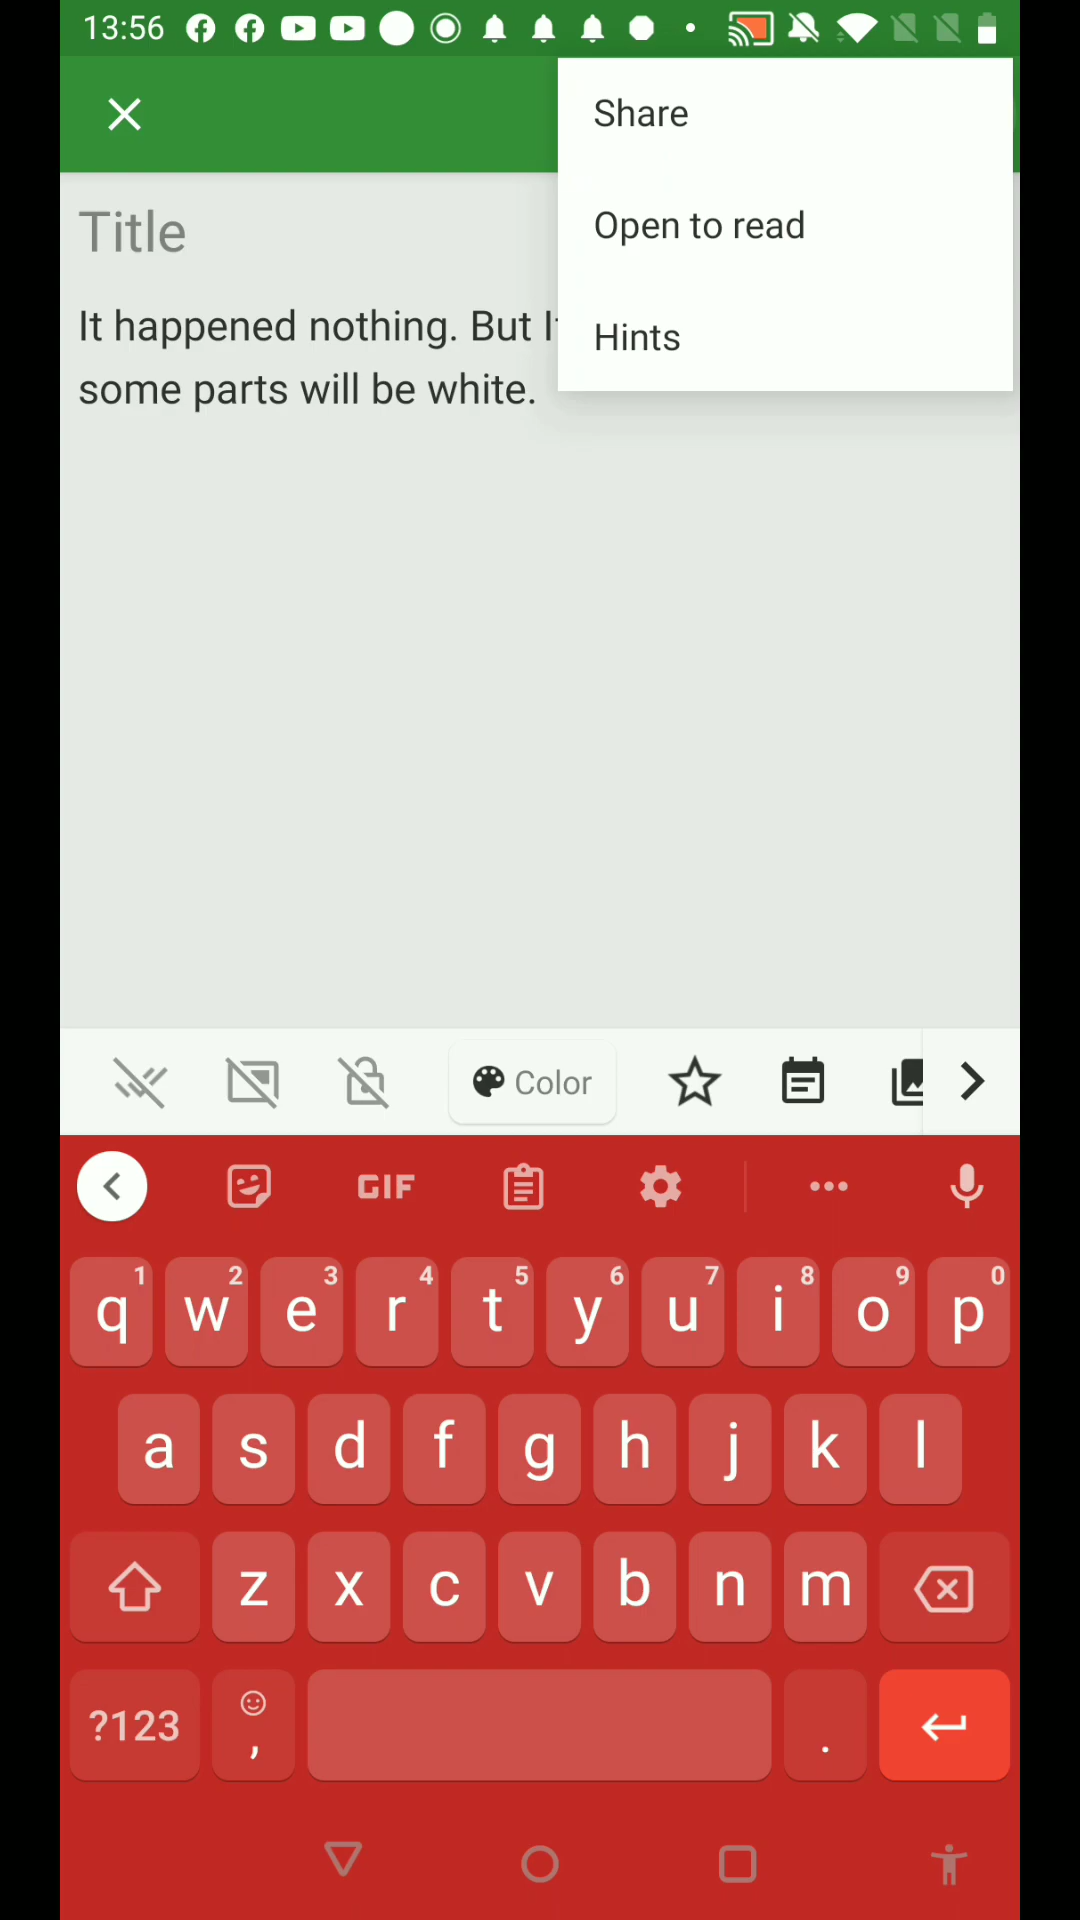 13:56
Share
Open to read
Hints
Title
It happened nothing. But
some parts will be white.
Color
GIF
1 2 3 4 5 6 7 8 9 0
q w e r t y u i o p
a s d f g h j k l
z x c v b n m
?123 , .